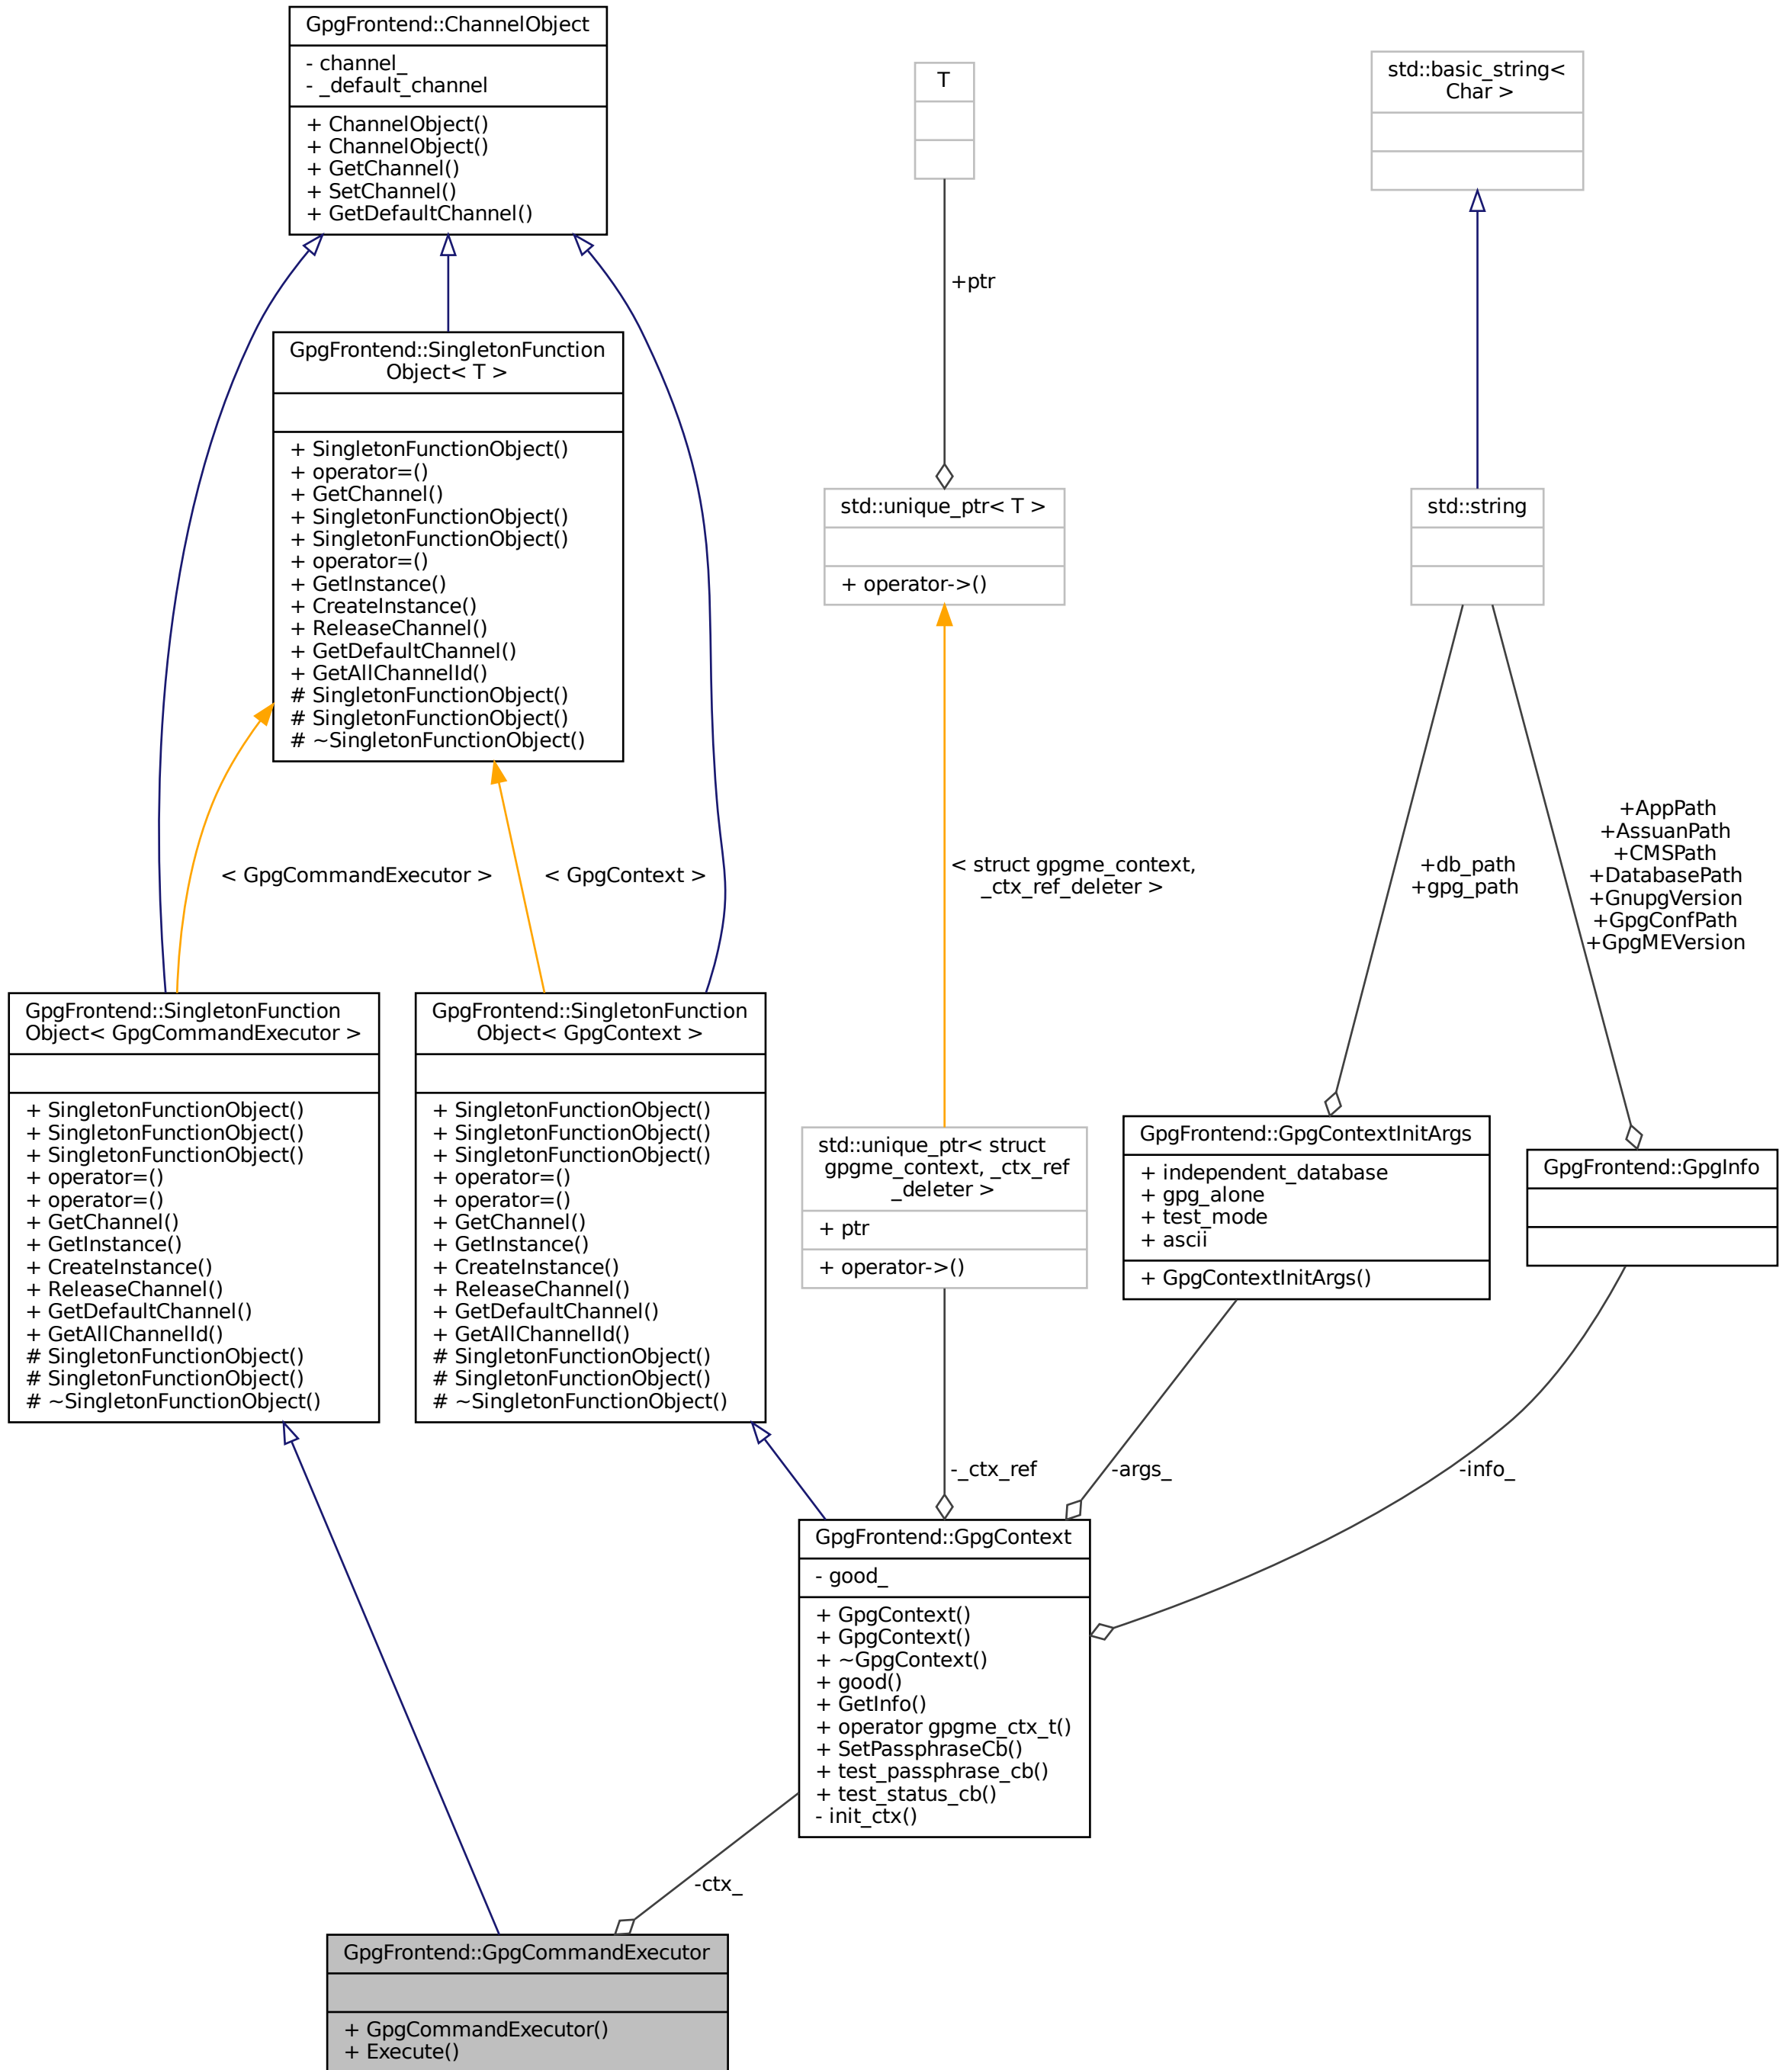 GpgFrontend::ChannelObject
- channel_
- _default_channel
+ ChannelObject()
+ ChannelObject()
+ GetChannel()
+ SetChannel()
+ GetDefaultChannel()
T
std::basic_string<
Char >
+ptr
GpgFrontend::SingletonFunction
Object< T >
+ SingletonFunctionObject()
+ operator=()
+ GetChannel()
+ SingletonFunctionObject()
+ SingletonFunctionObject()
+ operator=()
+ GetInstance()
+ CreateInstance()
+ ReleaseChannel()
+ GetDefaultChannel()
+ GetAllChannelId()
# SingletonFunctionObject()
# SingletonFunctionObject()
# ~SingletonFunctionObject()
std::unique_ptr< T >
+ operator->()
std::string
< GpgCommandExecutor >
< GpgContext >
< struct gpgme_context,
_ctx_ref_deleter >
+db_path
+gpg_path
+AppPath
+AssuanPath
+CMSPath
+DatabasePath
+GnupgVersion
+GpgConfPath
+GpgMEVersion
GpgFrontend::SingletonFunction
Object< GpgCommandExecutor >
+ SingletonFunctionObject()
+ SingletonFunctionObject()
+ SingletonFunctionObject()
+ operator=()
+ operator=()
+ GetChannel()
+ GetInstance()
+ CreateInstance()
+ ReleaseChannel()
+ GetDefaultChannel()
+ GetAllChannelId()
# SingletonFunctionObject()
# SingletonFunctionObject()
# ~SingletonFunctionObject()
GpgFrontend::SingletonFunction
Object< GpgContext >
+ SingletonFunctionObject()
+ SingletonFunctionObject()
+ SingletonFunctionObject()
+ operator=()
+ operator=()
+ GetChannel()
+ GetInstance()
+ CreateInstance()
+ ReleaseChannel()
+ GetDefaultChannel()
+ GetAllChannelId()
# SingletonFunctionObject()
# SingletonFunctionObject()
# ~SingletonFunctionObject()
std::unique_ptr< struct
gpgme_context, _ctx_ref
_deleter >
+ ptr
+ operator->()
GpgFrontend::GpgContextInitArgs
+ independent_database
+ gpg_alone
+ test_mode
+ ascii
+ GpgContextInitArgs()
GpgFrontend::GpgInfo
-_ctx_ref
-args_
-info_
GpgFrontend::GpgContext
- good_
+ GpgContext()
+ GpgContext()
+ ~GpgContext()
+ good()
+ GetInfo()
+ operator gpgme_ctx_t()
+ SetPassphraseCb()
+ test_passphrase_cb()
+ test_status_cb()
- init_ctx()
-ctx_
GpgFrontend::GpgCommandExecutor
+ GpgCommandExecutor()
+ Execute()